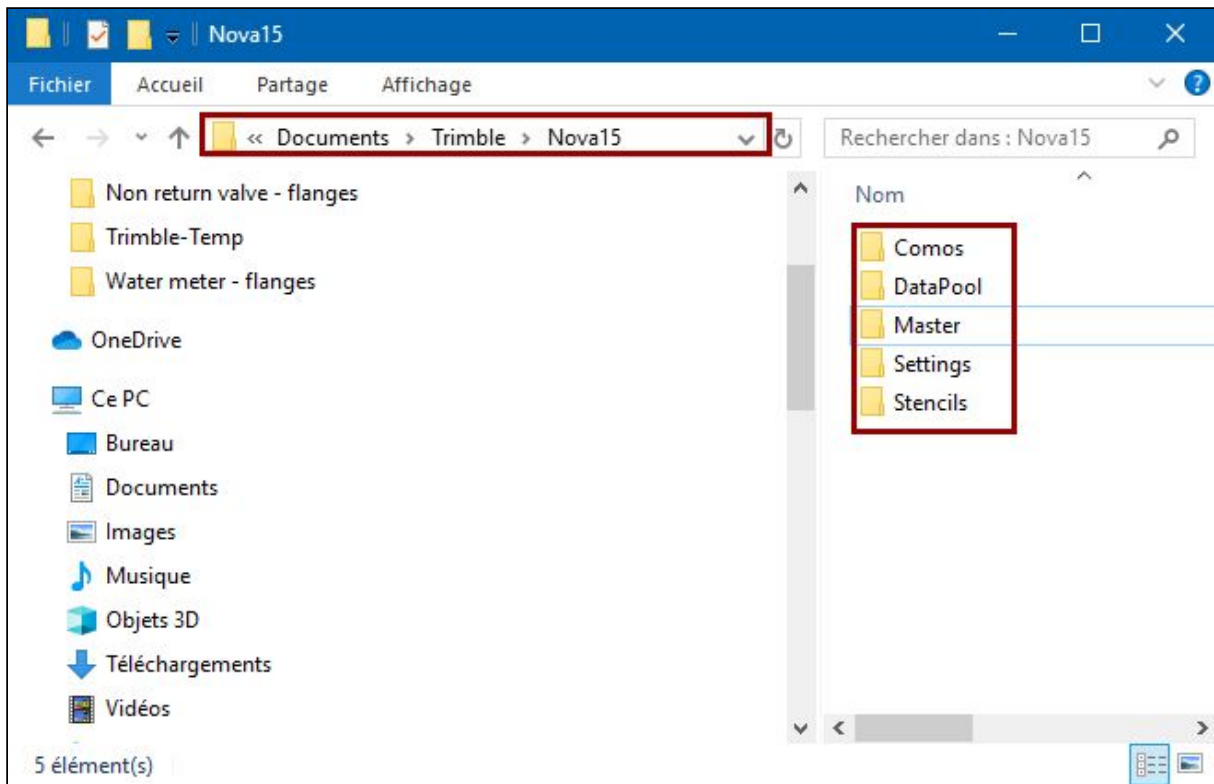 Nova15
Fichier Accueil Partage Affichage
« Documents > Trimble > Nova15
Rechercher dans : Nova15
Non return valve - flanges
Trimble-Temp
Water meter - flanges
OneDrive
Ce PC
Bureau
Documents
Images
Musique
Objets 3D
Téléchargements
Vidéos
Nom
Comos
DataPool
Master
Settings
Stencils
5 élément(s)